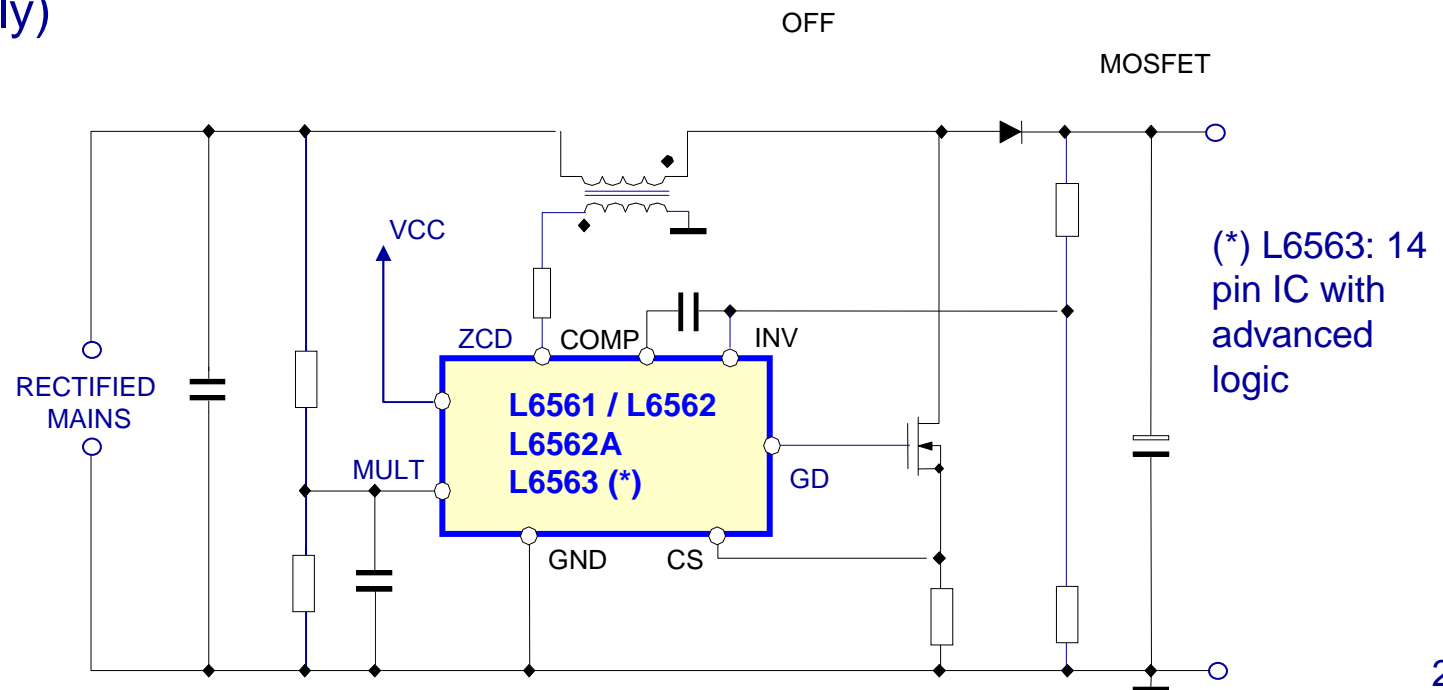 ly)
OFF
MOSFET
VCC
(*) L6563: 14
pin IC with
advanced
logic
ZCD
COMP
INV
RECTIFIED
MAINS
L6561 / L6562
L6562A
L6563 (*)
MULT
GD
GND
CS
2